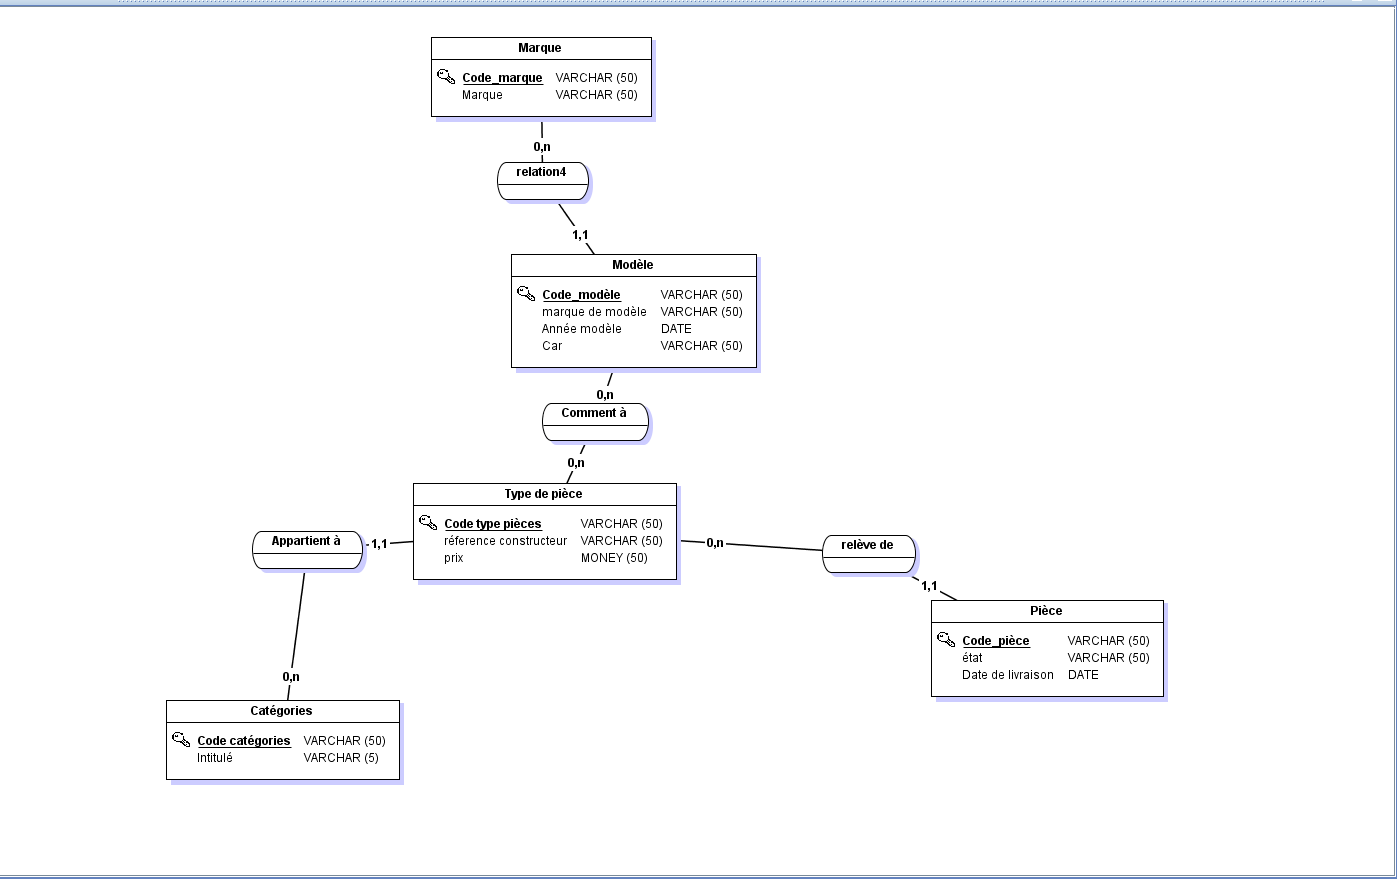 Marque
Code_marque VARCHAR (50)
Marque VARCHAR (50)
0,n
relation4
1,1
Modèle
Code_modèle VARCHAR (50)
marque de modèle VARCHAR (50)
Année modèle DATE
Car VARCHAR (50)
0,n
Comment à
0,n
Type de pièce
Code type pièces VARCHAR (50)
réference constructeur VARCHAR (50)
prix MONEY (50)
Appartient à
1,1
0,n
relève de
1,1
Pièce
Code_pièce VARCHAR (50)
état VARCHAR (50)
Date de livraison DATE
0,n
Catégories
Code catégories VARCHAR (50)
Intitulé VARCHAR (5)